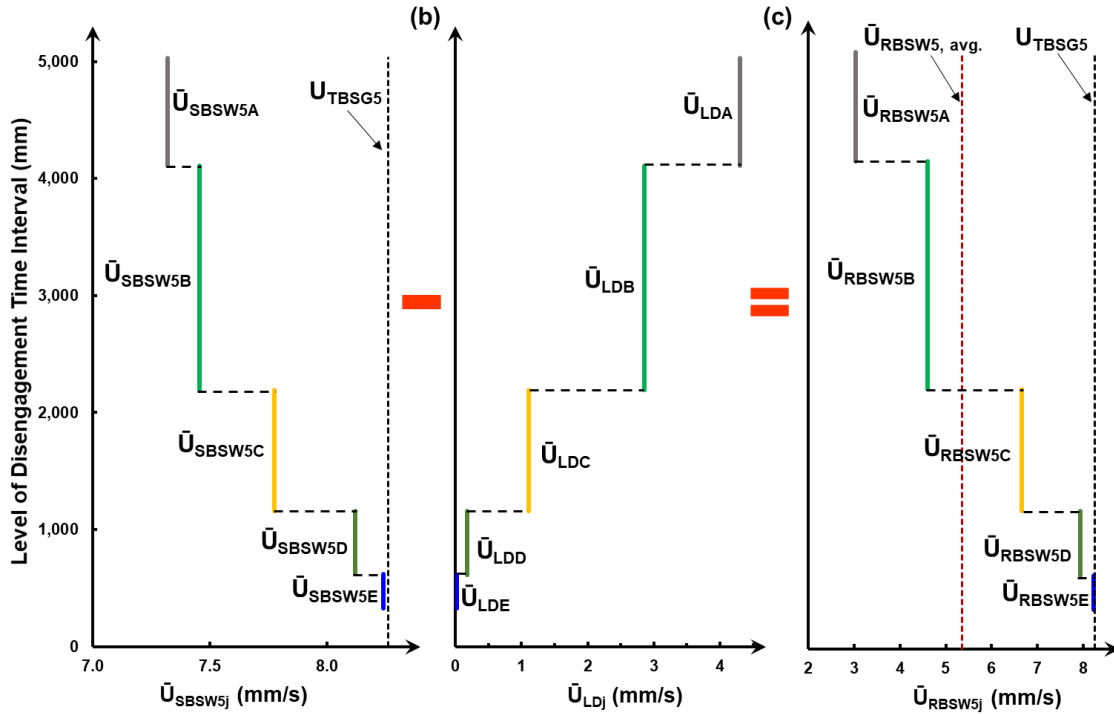 (b)
(c)
Level of Disengagement Time Interval (mm)
5,000
4,000
3,000
2,000
1,000
0
ŪSBSW5A
UTBSG5
ŪSBSW5B
ŪSBSW5C
ŪSBSW5D
ŪSBSW5E
7.0 7.5 8.0
ŪSBSW5j (mm/s)
ŪLDA
ŪLDB
ŪLDC
ŪLDD
ŪLDE
0 1 2 3 4
ŪLDj (mm/s)
ŪRBSW5, avg.
UTBSG5
ŪRBSW5A
ŪRBSW5B
ŪRBSW5C
ŪRBSW5D
ŪRBSW5E
2 3 4 5 6 7 8
ŪRBSW5j (mm/s)